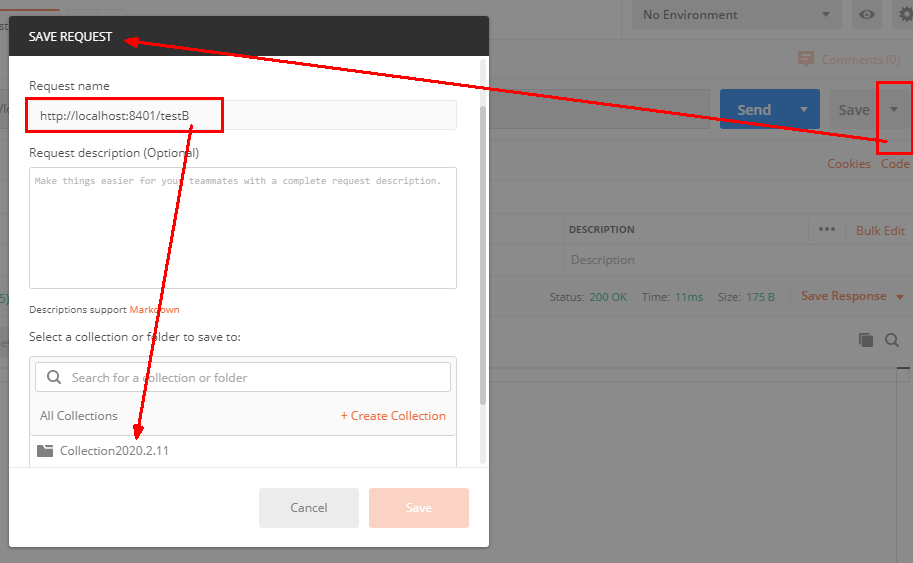 No Environment
SAVE REQUEST
Comments (0)
Request name
http://localhost:8401/testB
Send
Save
Request description (Optional)
Cookies Code
Make things easier for your teammates with a complete request description.
DESCRIPTION
••• Bulk Edit
Description
Status: 200 OK Time: 11ms Size: 175 B Save Response
Descriptions support Markdown
Select a collection or folder to save to:
Search for a collection or folder
All Collections
+ Create Collection
Collection2020.2.11
Cancel
Save